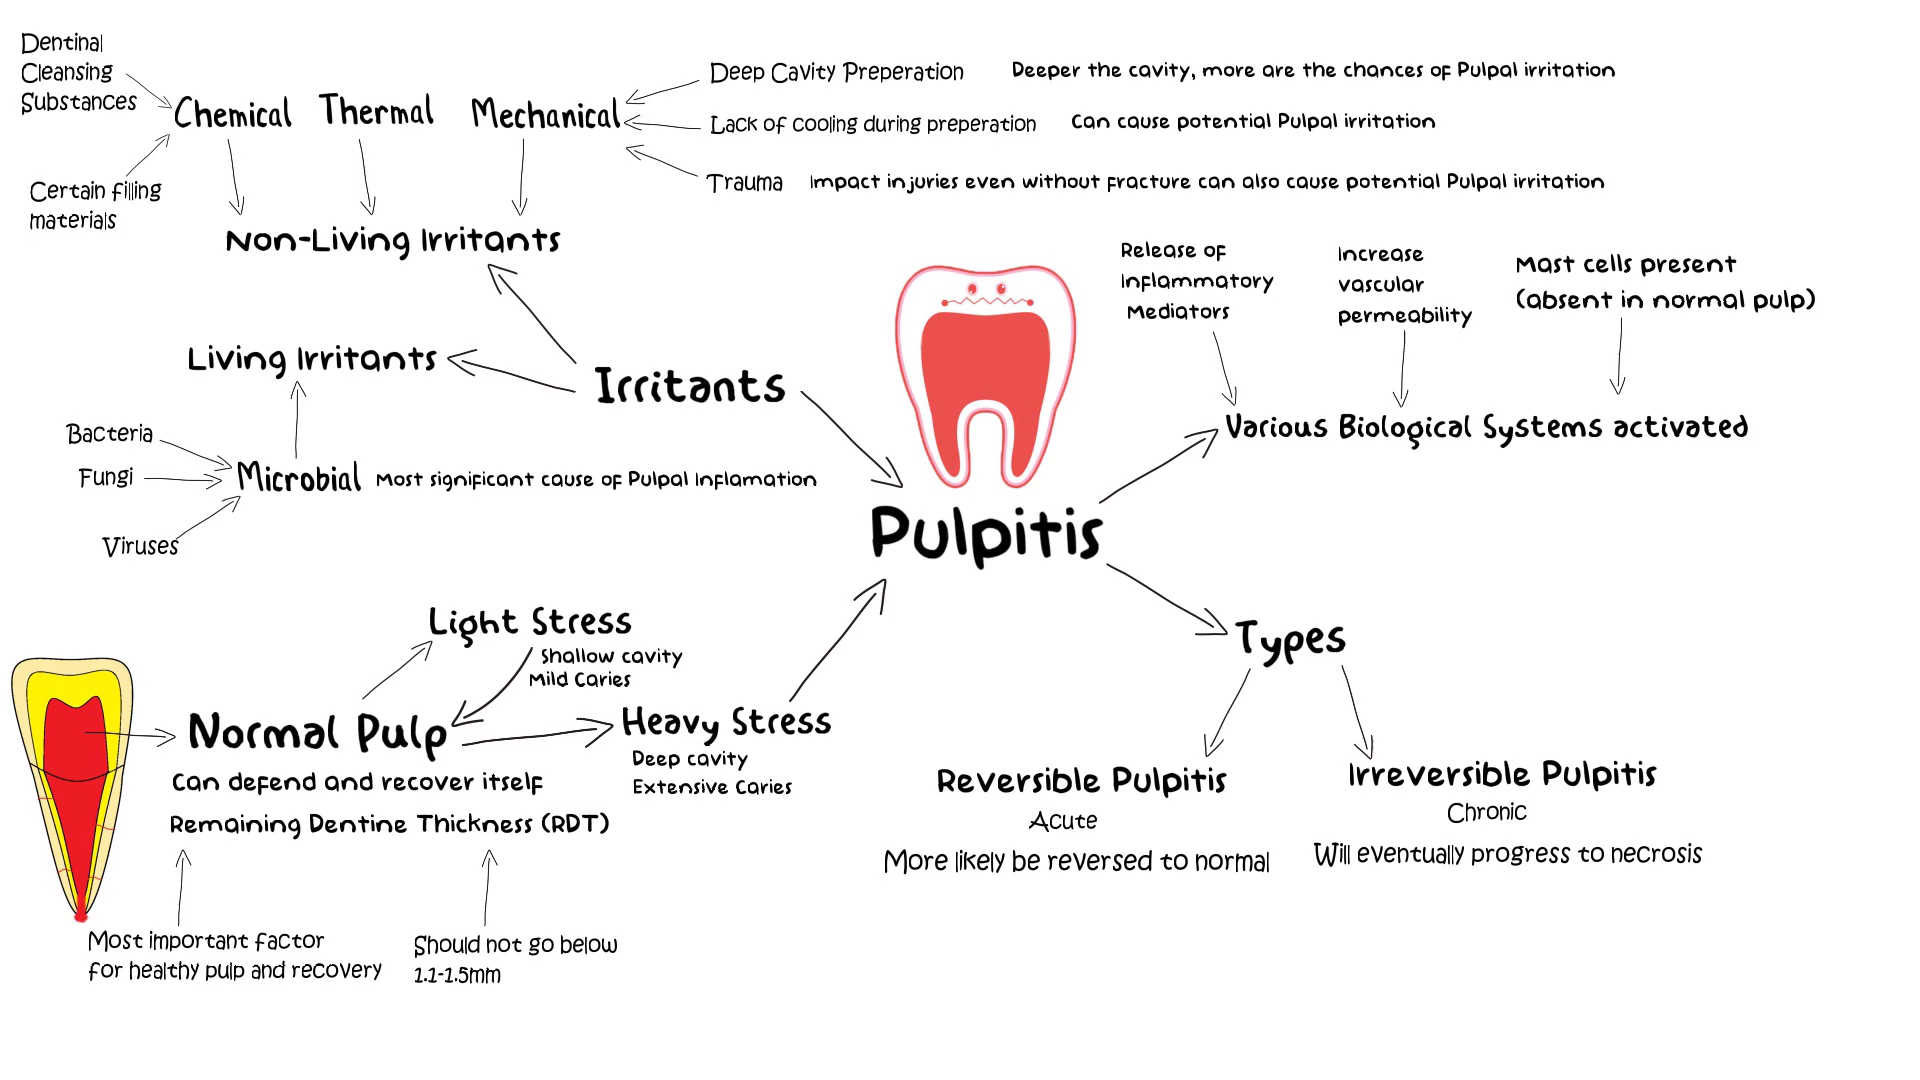 Dentinal
Cleansing
Substances
Chemical
Thermal
Mechanical
Deep Cavity Preperation
Deeper the cavity, more are the chances of Pulpal irritation
Lack of cooling during preperation
Can cause potential Pulpal irritation
Trauma
Impact injuries even without fracture can also cause potential Pulpal irritation
Certain filling
materials
Non-Living Irritants
Living Irritants
Irritants
Bacteria
Fungi
Viruses
Microbial
Most significant cause of Pulpal Inflamation
Release of
Inflammatory
Mediators
Increase
vascular
permeability
Mast cells present
(absent in normal pulp)
Various Biological Systems activated
Pulpitis
Light Stress
Shallow cavity
Mild Caries
Normal Pulp
Can defend and recover itself
Remaining Dentine Thickness (RDT)
Heavy Stress
Deep cavity
Extensive Caries
Most important factor
for healthy pulp and recovery
Should not go below
1.1-1.5mm
Types
Reversible Pulpitis
Acute
More likely be reversed to normal
Irreversible Pulpitis
Chronic
Will eventually progress to necrosis